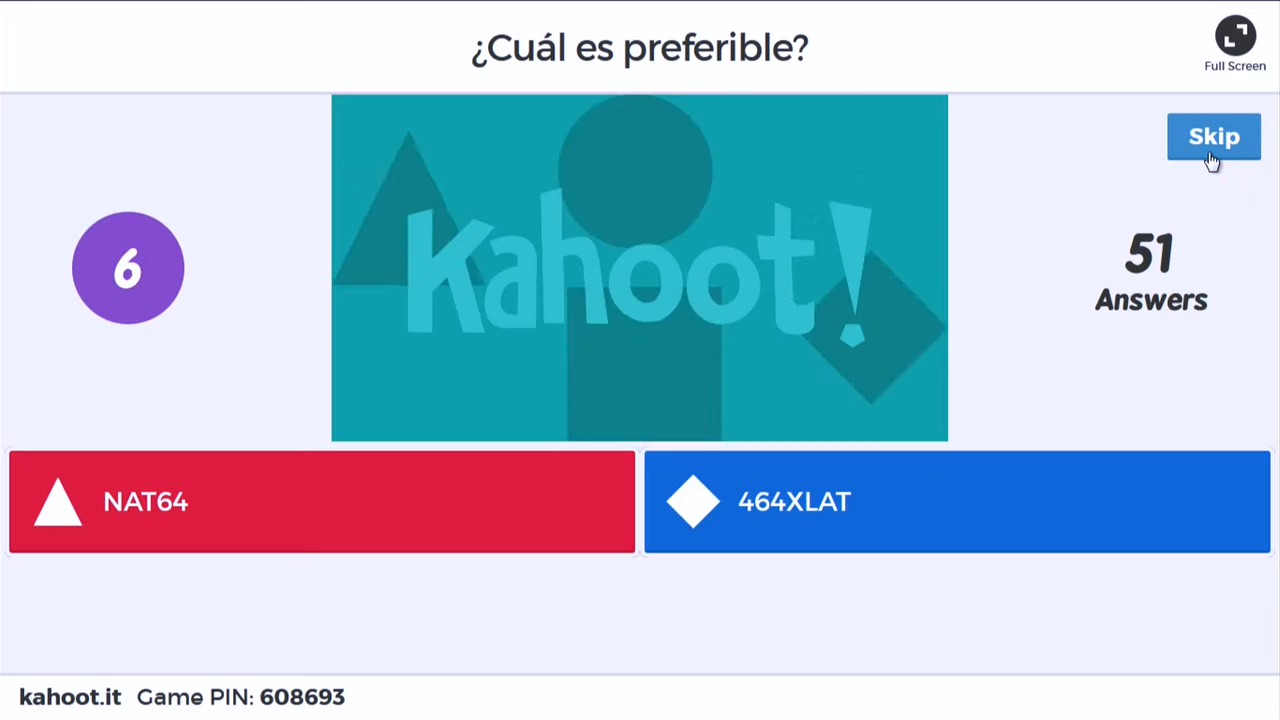 ¿Cuál es preferible?
Full Screen
Skip
6
Kahoot!
51
Answers
NAT64
464XLAT
kahoot.it Game PIN: 608693